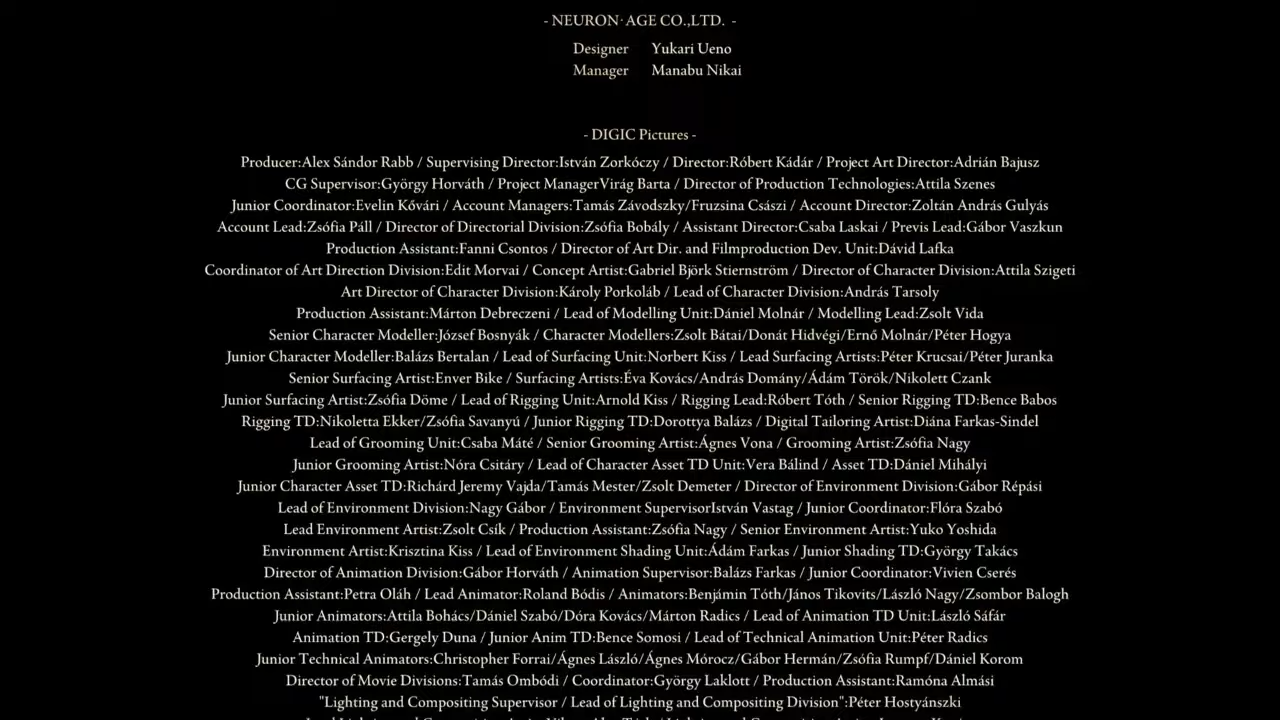 - NEURON·AGE CO.,LTD. -
Designer Yukari Ueno
Manager Manabu Nikai
- DIGIC Pictures -
Producer:Alex Sándor Rabb / Supervising Director:István Zorkóczy / Director:Róbert Kádár / Project Art Director:Adrián Bajusz
CG Supervisor:György Horváth / Project ManagerVirág Barta / Director of Production Technologies:Attila Szenes
Junior Coordinator:Evelin Kővári / Account Managers:Tamás Závodszky/Fruzsina Császi / Account Director:Zoltán András Gulyás
Account Lead:Zsófia Páll / Director of Directorial Division:Zsófia Bobály / Assistant Director:Csaba Laskai / Previs Lead:Gábor Vaszkun
Production Assistant:Fanni Csontos / Director of Art Dir. and Filmproduction Dev. Unit:Dávid Lafka
Coordinator of Art Direction Division:Edit Morvai / Concept Artist:Gabriel Björk Stiernström / Director of Character Division:Attila Szigeti
Art Director of Character Division:Károly Porkoláb / Lead of Character Division:András Tarsoly
Production Assistant:Márton Debreczeni / Lead of Modelling Unit:Dániel Molnár / Modelling Lead:Zsolt Vida
Senior Character Modeller:József Bosnyák / Character Modellers:Zsolt Bátai/Donát Hidvégi/Ernő Molnár/Péter Hogya
Junior Character Modeller:Balázs Bertalan / Lead of Surfacing Unit:Norbert Kiss / Lead Surfacing Artists:Péter Krucsai/Péter Juranka
Senior Surfacing Artist:Enver Bike / Surfacing Artists:Éva Kovács/András Domány/Ádám Török/Nikolett Czank
Junior Surfacing Artist:Zsófia Döme / Lead of Rigging Unit:Arnold Kiss / Rigging Lead:Róbert Tóth / Senior Rigging TD:Bence Babos
Rigging TD:Nikoletta Ekker/Zsófia Savanyú / Junior Rigging TD:Dorottya Balázs / Digital Tailoring Artist:Diána Farkas-Sindel
Lead of Grooming Unit:Csaba Máté / Senior Grooming Artist:Ágnes Vona / Grooming Artist:Zsófia Nagy
Junior Grooming Artist:Nóra Csitáry / Lead of Character Asset TD Unit:Vera Bálind / Asset TD:Dániel Mihályi
Junior Character Asset TD:Richárd Jeremy Vajda/Tamás Mester/Zsolt Demeter / Director of Environment Division:Gábor Répási
Lead of Environment Division:Nagy Gábor / Environment SupervisorIstván Vastag / Junior Coordinator:Flóra Szabó
Lead Environment Artist:Zsolt Csík / Production Assistant:Zsófia Nagy / Senior Environment Artist:Yuko Yoshida
Environment Artist:Krisztina Kiss / Lead of Environment Shading Unit:Ádám Farkas / Junior Shading TD:György Takács
Director of Animation Division:Gábor Horváth / Animation Supervisor:Balázs Farkas / Junior Coordinator:Vivien Cserés
Production Assistant:Petra Oláh / Lead Animator:Roland Bódis / Animators:Benjámin Tóth/János Tikovits/László Nagy/Zsombor Balogh
Junior Animators:Attila Bohács/Dániel Szabó/Dóra Kovács/Márton Radics / Lead of Animation TD Unit:László Sáfár
Animation TD:Gergely Duna / Junior Anim TD:Bence Somosi / Lead of Technical Animation Unit:Péter Radics
Junior Technical Animators:Christopher Forrai/Ágnes László/Ágnes Mórocz/Gábor Hermán/Zsófia Rumpf/Dániel Korom
Director of Movie Divisions:Tamás Ombódi / Coordinator:György Laklott / Production Assistant:Ramóna Almási
"Lighting and Compositing Supervisor / Lead of Lighting and Compositing Division":Péter Hostyánszki